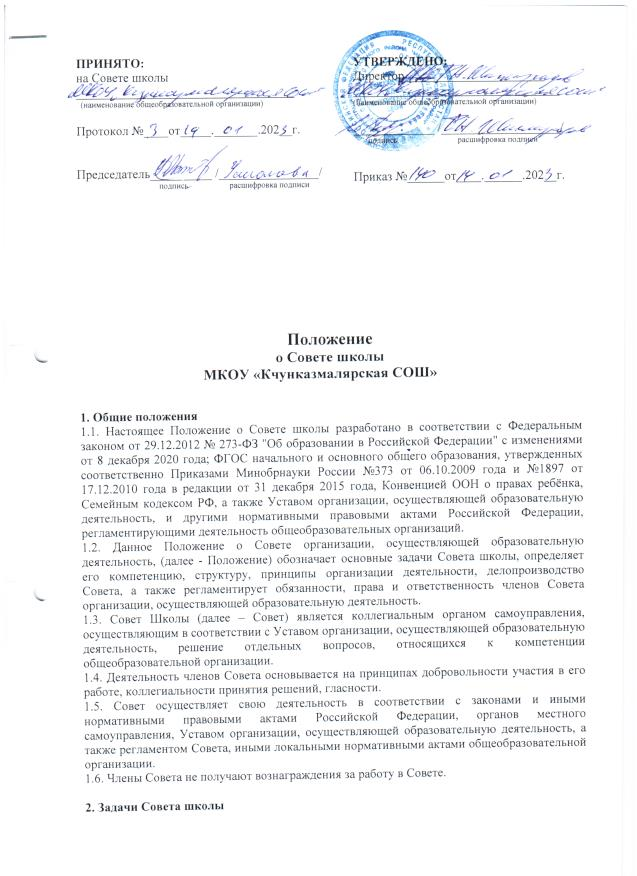 ПРИНЯТО:
на Совете школы
(наименование общеобразовательной организации)
Протокол № 3 от 14 . 01 .2023 г.
Председатель
подпись расшифровка подписи
УТВЕРЖДЕНО:
Директор
(наименование общеобразовательной организации)
подпись расшифровка подписи
Приказ № 140 от 14 . 01 .2023 г.
Положение
о Совете школы
МКОУ «Кчунказмалярская СОШ»
1. Общие положения
1.1. Настоящее Положение о Совете школы разработано в соответствии с Федеральным
законом от 29.12.2012 № 273-ФЗ "Об образовании в Российской Федерации" с изменениями
от 8 декабря 2020 года; ФГОС начального и основного общего образования, утвержденных
соответственно Приказами Минобрнауки России №373 от 06.10.2009 года и №1897 от
17.12.2010 года в редакции от 31 декабря 2015 года, Конвенцией ООН о правах ребёнка,
Семейным кодексом РФ, а также Уставом организации, осуществляющей образовательную
деятельность, и другими нормативными правовыми актами Российской Федерации,
регламентирующими деятельность общеобразовательных организаций.
1.2. Данное Положение о Совете организации, осуществляющей образовательную
деятельность, (далее - Положение) обозначает основные задачи Совета школы, определяет
его компетенцию, структуру, принципы организации деятельности, делопроизводство
Совета, а также регламентирует обязанности, права и ответственность членов Совета
организации, осуществляющей образовательную деятельность.
1.3. Совет Школы (далее – Совет) является коллегиальным органом самоуправления,
осуществляющим в соответствии с Уставом организации, осуществляющей образовательную
деятельность, решение отдельных вопросов, относящихся к компетенции
общеобразовательной организации.
1.4. Деятельность членов Совета основывается на принципах добровольности участия в его
работе, коллегиальности принятия решений, гласности.
1.5. Совет осуществляет свою деятельность в соответствии с законами и иными
нормативными правовыми актами Российской Федерации, органов местного
самоуправления, Уставом организации, осуществляющей образовательную деятельность, а
также регламентом Совета, иными локальными нормативными актами общеобразовательной
организации.
1.6. Члены Совета не получают вознаграждения за работу в Совете.
2. Задачи Совета школы